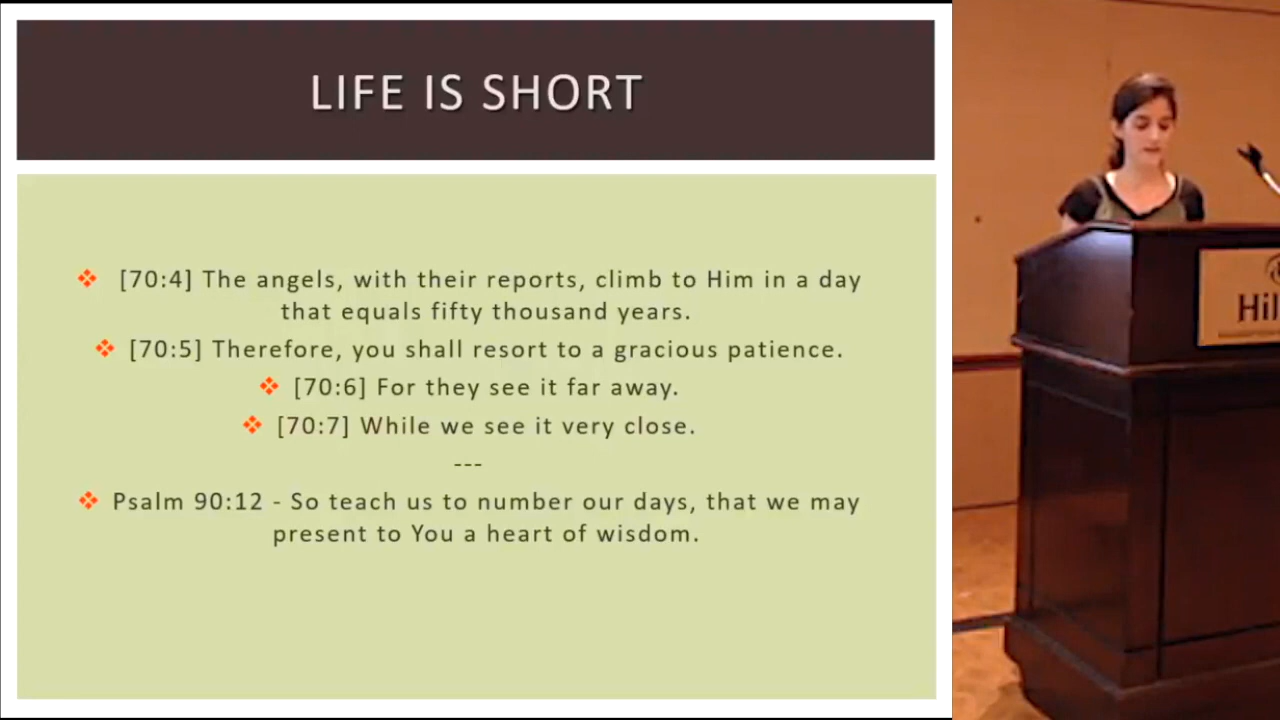 LIFE IS SHORT
[70:4] The angels, with their reports, climb to Him in a day
that equals fifty thousand years.
[70:5] Therefore, you shall resort to a gracious patience.
[70:6] For they see it far away.
[70:7] While we see it very close.
---
Psalm 90:12 - So teach us to number our days, that we may
present to You a heart of wisdom.
Hil